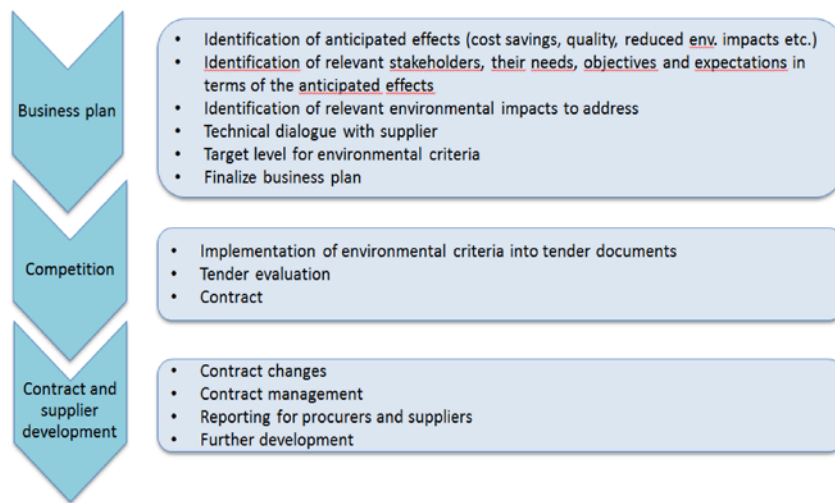 Business plan
• Identification of anticipated effects (cost savings, quality, reduced env. impacts etc.)
• Identification of relevant stakeholders, their needs, objectives and expectations in
terms of the anticipated effects
• Identification of relevant environmental impacts to address
• Technical dialogue with supplier
• Target level for environmental criteria
• Finalize business plan
Competition
• Implementation of environmental criteria into tender documents
• Tender evaluation
• Contract
Contract and
supplier
development
• Contract changes
• Contract management
• Reporting for procurers and suppliers
• Further development